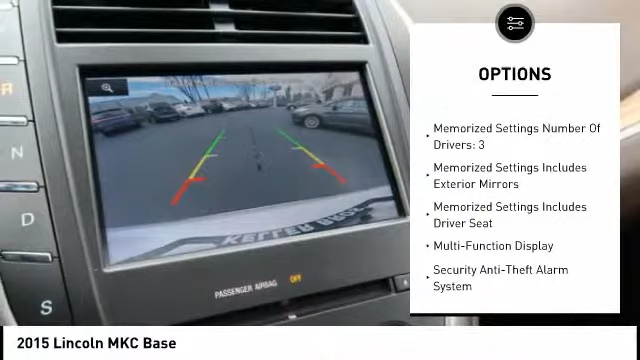 OPTIONS
Memorized Settings Number Of
Drivers: 3
Memorized Settings Includes
Exterior Mirrors
Memorized Settings Includes
Driver Seat
Multi-Function Display
Security Anti-Theft Alarm
System
R
N
D
S
PASSENGER AIRBAG OFF
2015 Lincoln MKC Base